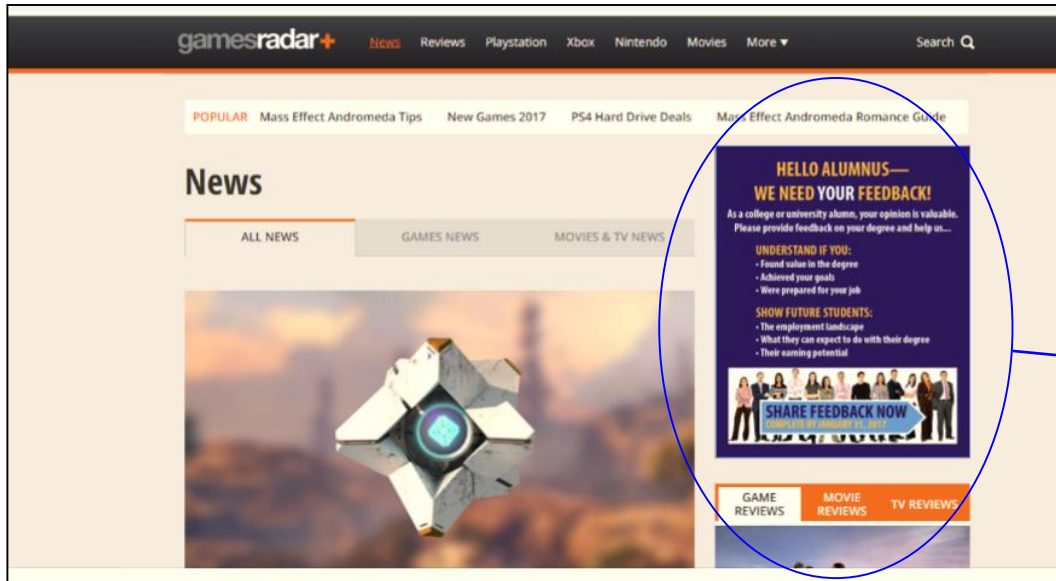 gamesradar+ News Reviews Playstation Xbox Nintendo Movies More ▾ Search
POPULAR Mass Effect Andromeda Tips New Games 2017 PS4 Hard Drive Deals Mass Effect Andromeda Romance Guide
News
ALL NEWS GAMES NEWS MOVIES & TV NEWS
HELLO ALUMNUS—
WE NEED YOUR FEEDBACK!
As a college or university alumn, your opinion is valuable.
Please provide feedback on your degree and help us...
UNDERSTAND IF YOU:
• Found value in the degree
• Achieved your goals
• Were prepared for your job
SHOW FUTURE STUDENTS:
• The employment landscape
• What they can expect to do with their degree
• Their earning potential
SHARE FEEDBACK NOW
COMPLETE BY JANUARY 31, 2017
GAME
REVIEWS
MOVIE
REVIEWS
TV REVIEWS